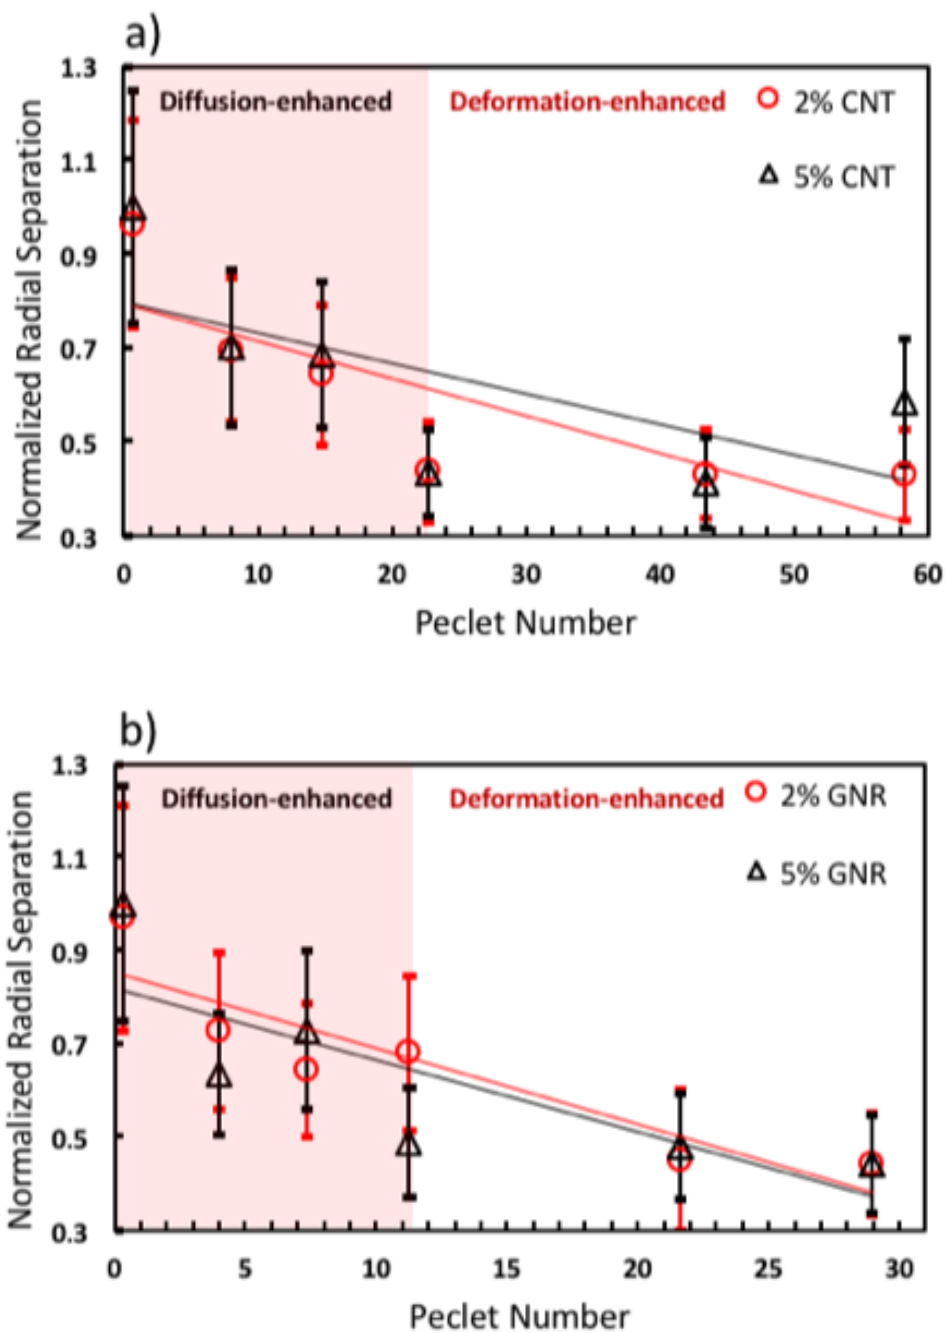 a)
1.3
Diffusion-enhanced Deformation-enhanced 2% CNT
1.1
5% CNT
0.9
0.7
0.5
0.3
Normalized Radial Separation
0 10 20 30 40 50 60
Peclet Number
b)
1.3
Diffusion-enhanced Deformation-enhanced 2% GNR
1.1
5% GNR
0.9
0.7
0.5
0.3
Normalized Radial Separation
0 5 10 15 20 25 30
Peclet Number